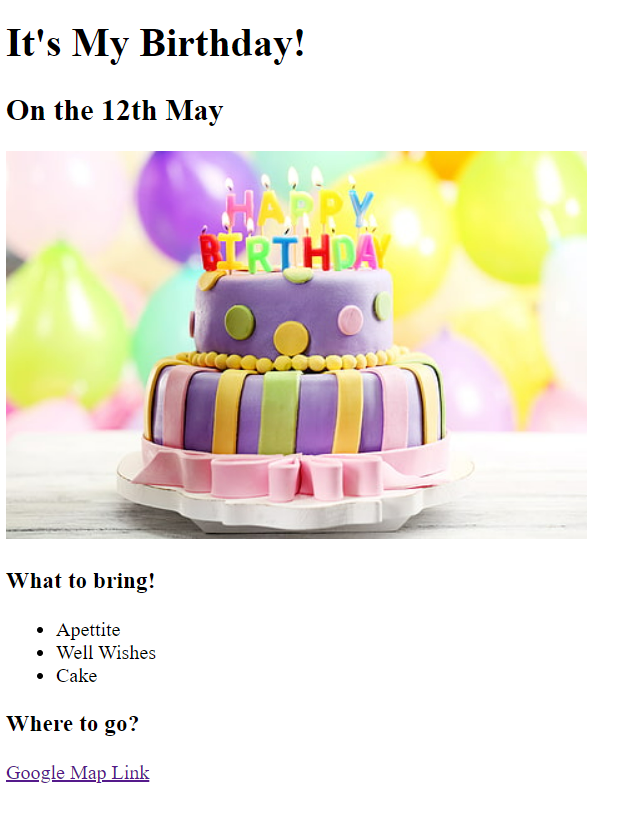 It's My Birthday!
On the 12th May
HAPPY
BIRTHDAY
What to bring!
Apettite
Well Wishes
Cake
Where to go?
Google Map Link